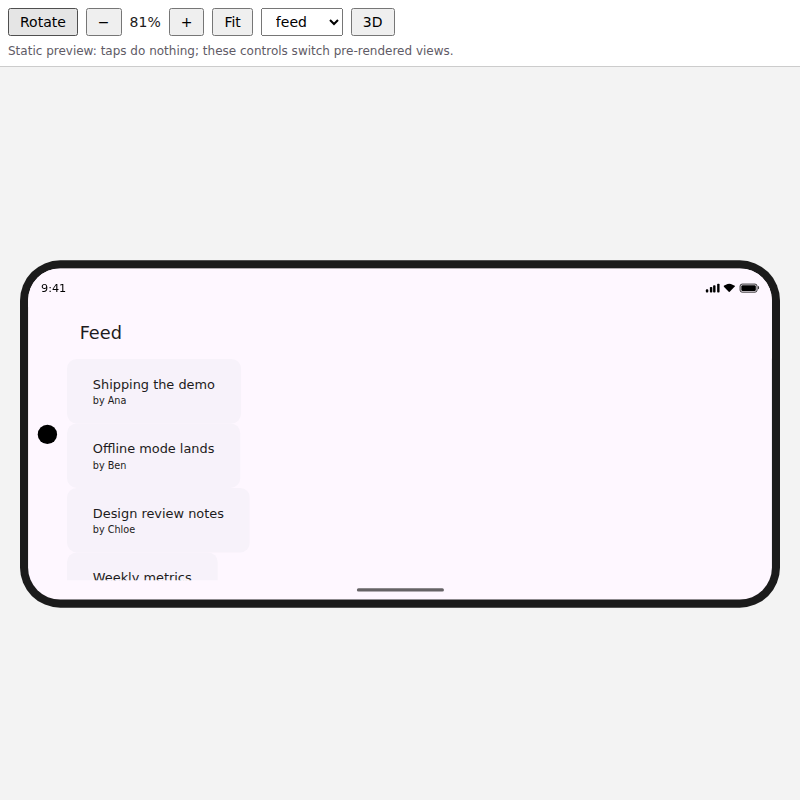 Rotate − 81% + Fit feed 3D
Static preview: taps do nothing; these controls switch pre-rendered views.
9:41
Feed
Shipping the demo
by Ana
Offline mode lands
by Ben
Design review notes
by Chloe
Weekly metrics